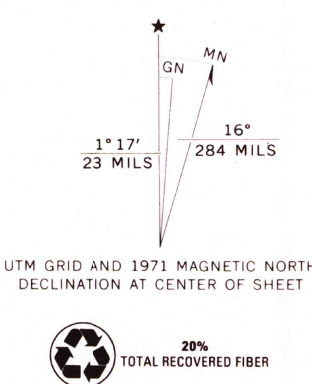 MN
GN
1° 17'
23 MILS
16°
284 MILS
UTM GRID AND 1971 MAGNETIC NORTH
DECLINATION AT CENTER OF SHEET
20%
TOTAL RECOVERED FIBER